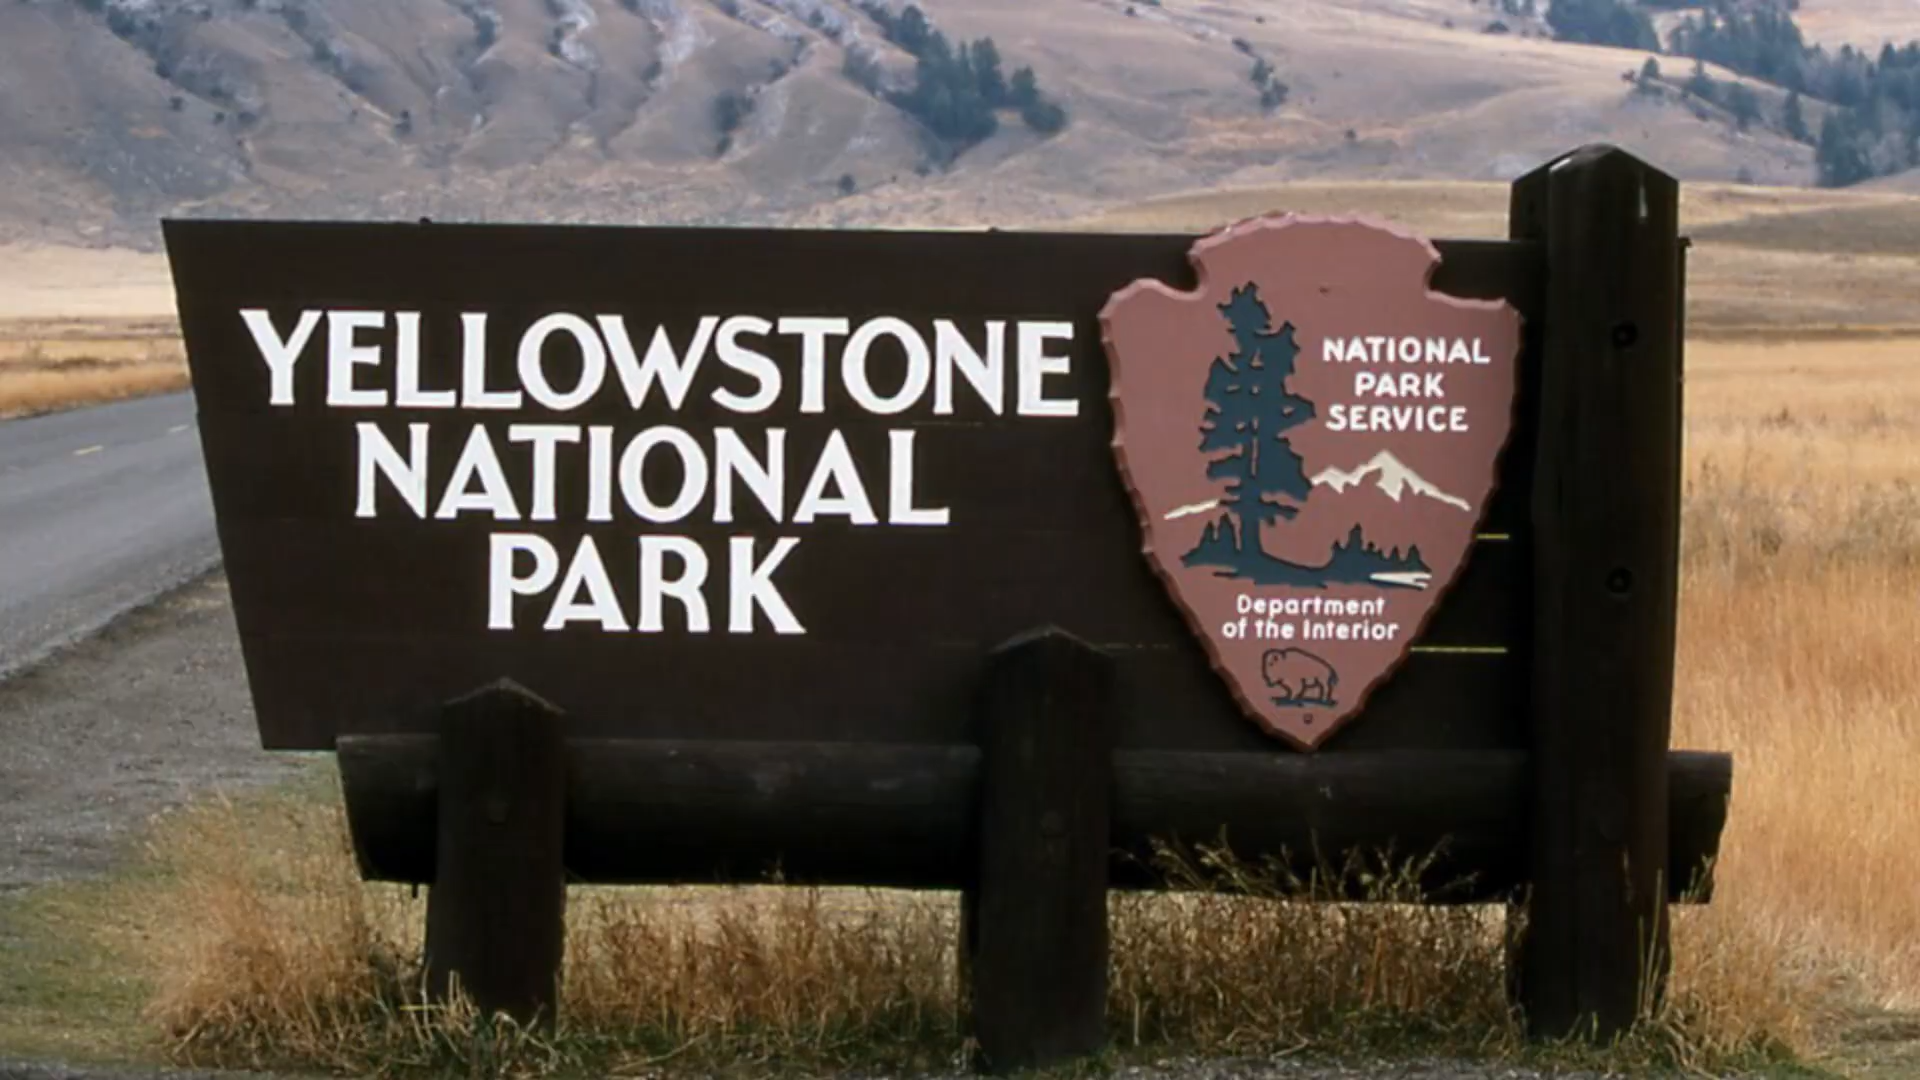 YELLOWSTONE
NATIONAL
PARK
NATIONAL
PARK
SERVICE
Department
of the Interior